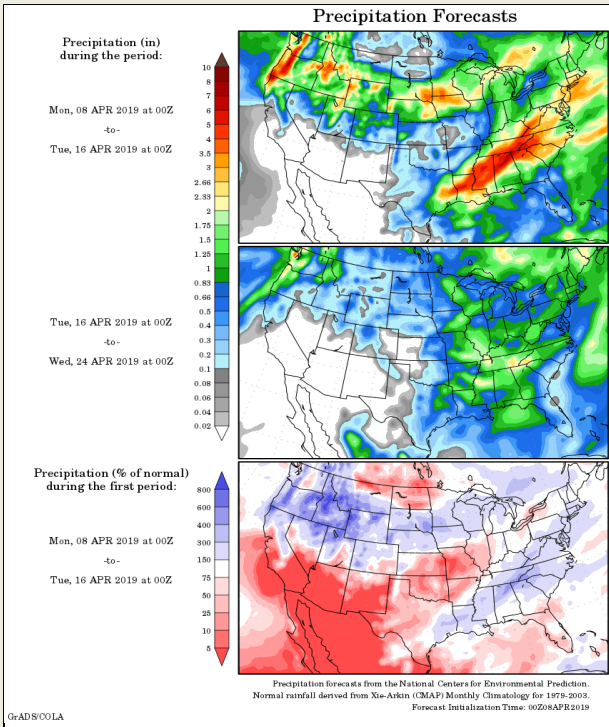 Precipitation Forecasts
Precipitation (in)
during the period:
Mon, 08 APR 2019 at 00Z
-to-
Tue, 16 APR 2019 at 00Z
10
8
7
6
5
4
3.5
3
2.66
2.33
2
1.75
1.5
1.25
1
0.83
0.66
0.5
0.4
0.3
0.2
0.1
0.08
0.06
0.04
0.02
Tue, 16 APR 2019 at 00Z
-to-
Wed, 24 APR 2019 at 00Z
Precipitation (% of normal)
during the first period:
Mon, 08 APR 2019 at 00Z
-to-
Tue, 16 APR 2019 at 00Z
800
600
400
300
150
75
50
25
10
5
Precipitation forecasts from the National Centers for Environmental Prediction.
Normal rainfall derived from Xie-Arkin (CMAP) Monthly Climatology for 1979-2003.
Forecast Initialization Time: 00Z08APR2019
GrADS/COLA